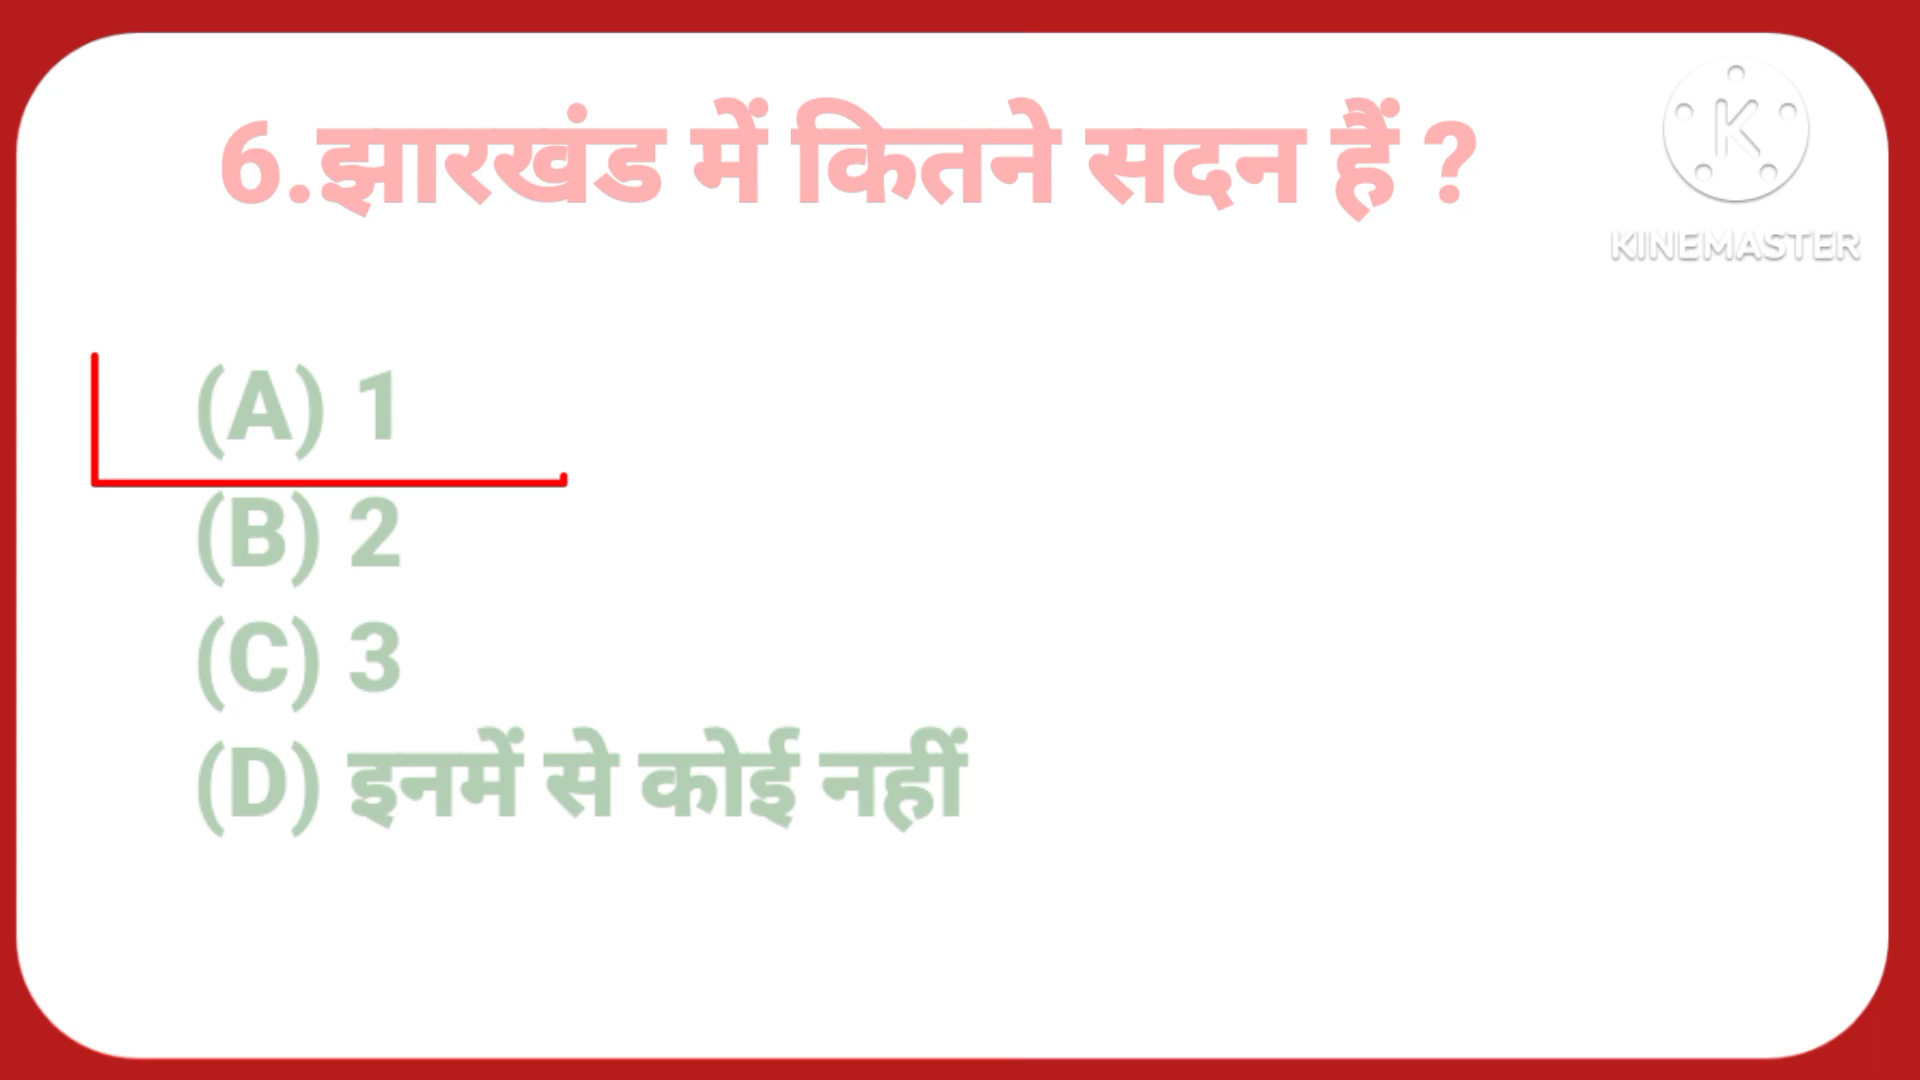 6.झारखंड में कितने सदन हैं ?
K
KINEMASTER
(A) 1
(B) 2
(C) 3
(D) इनमें से कोई नहीं